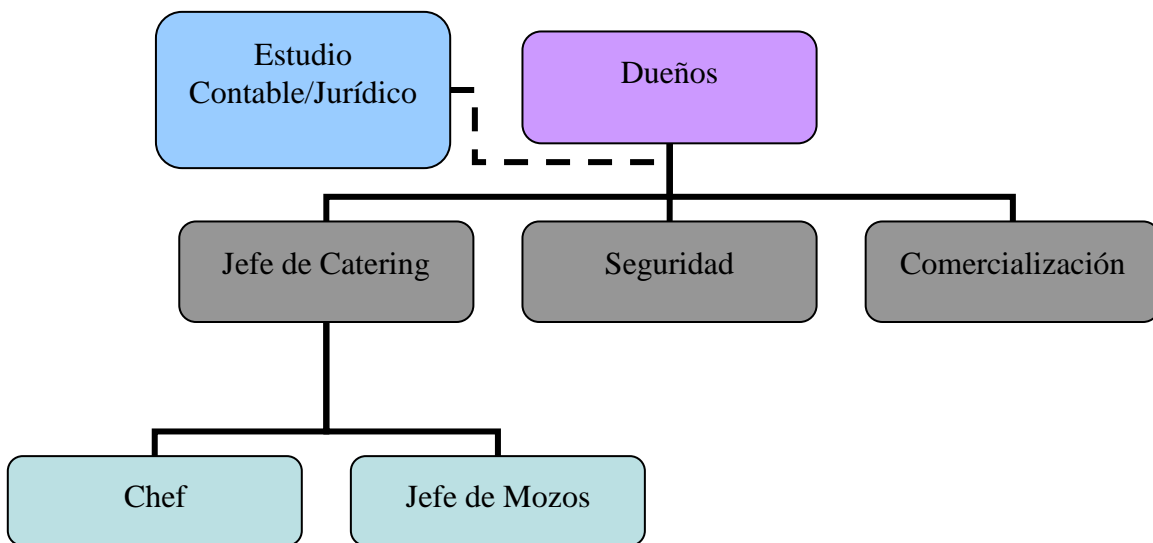 Estudio
Contable/Jurídico
Dueños
Jefe de Catering
Seguridad
Comercialización
Chef
Jefe de Mozos